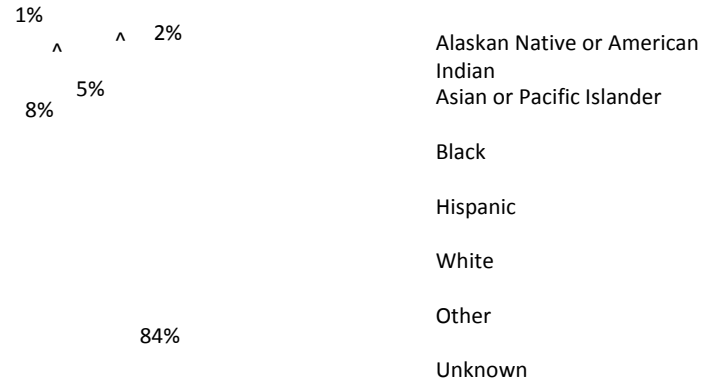 1%
^
^
2%
5%
8%
84%
Alaskan Native or American
Indian
Asian or Pacific Islander
Black
Hispanic
White
Other
Unknown